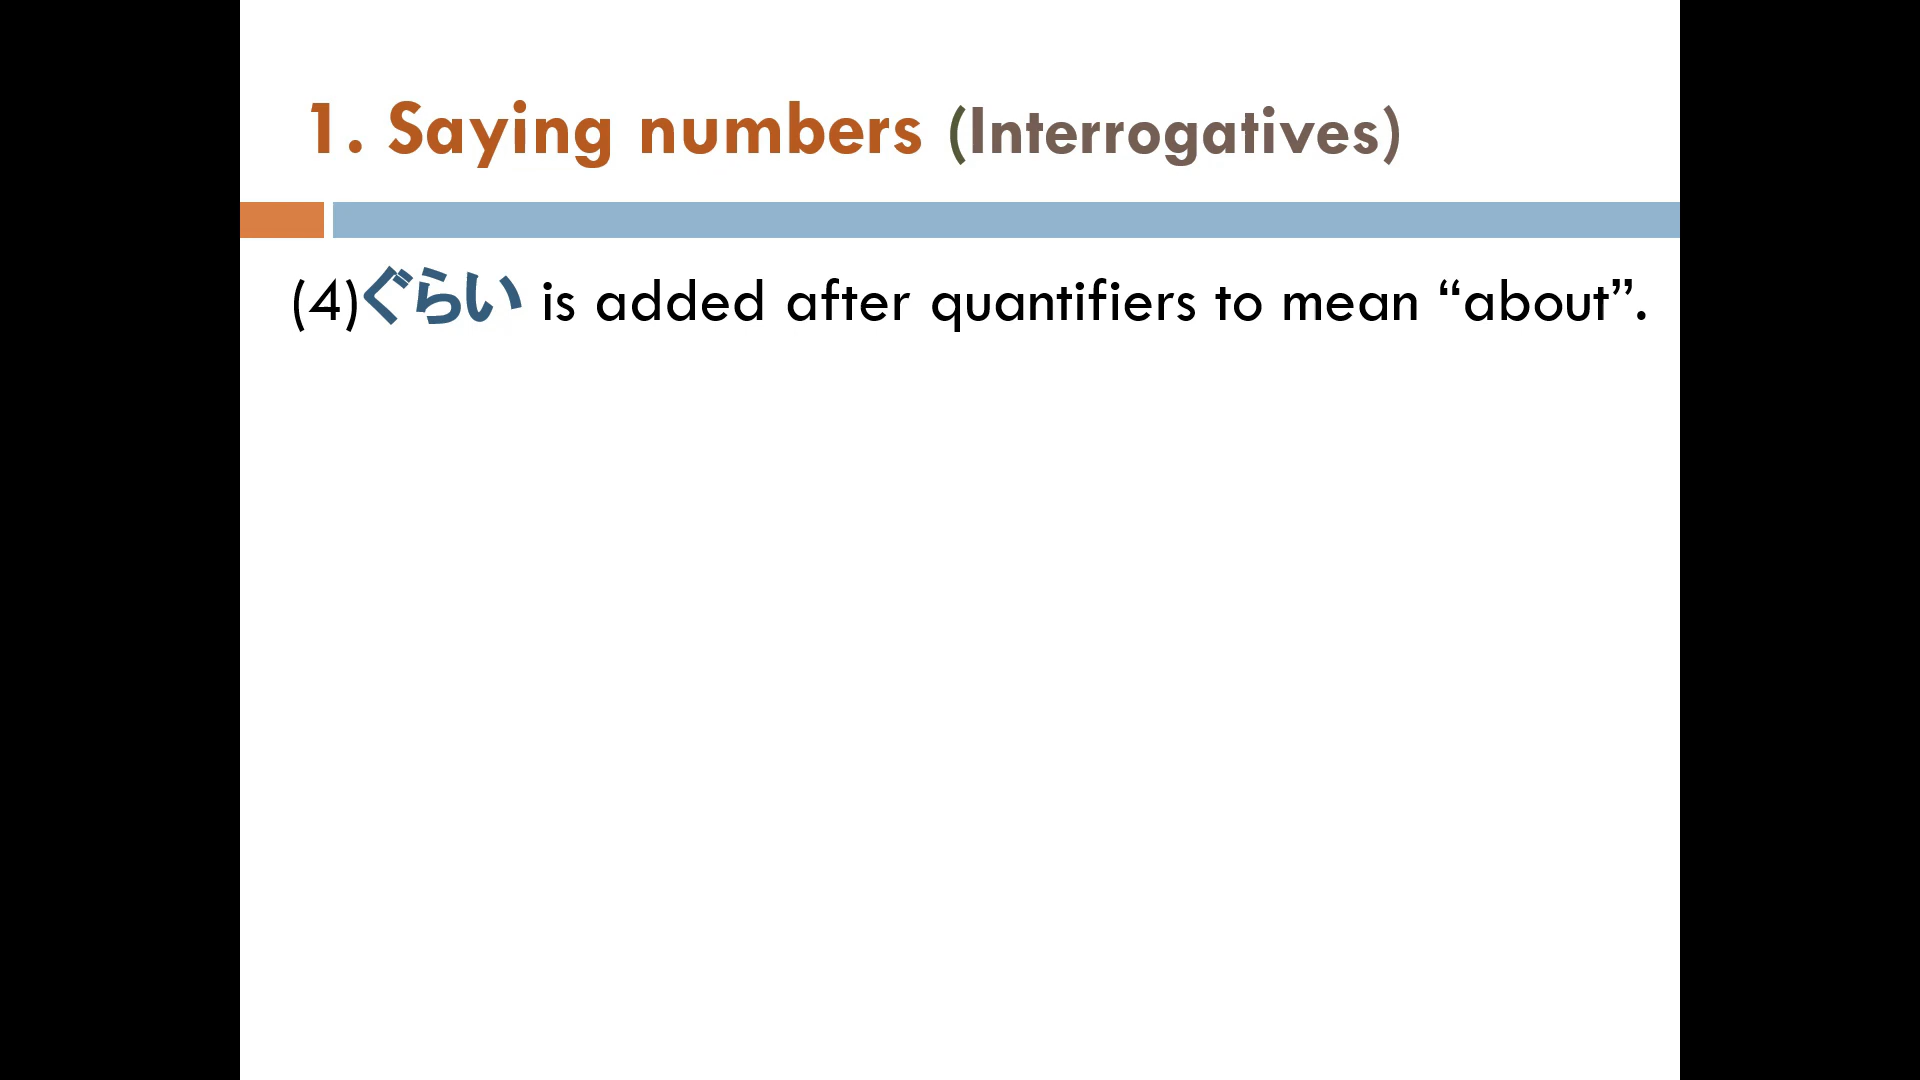 1. Saying numbers (Interrogatives)
(4)ぐらい is added after quantifiers to mean “about”.